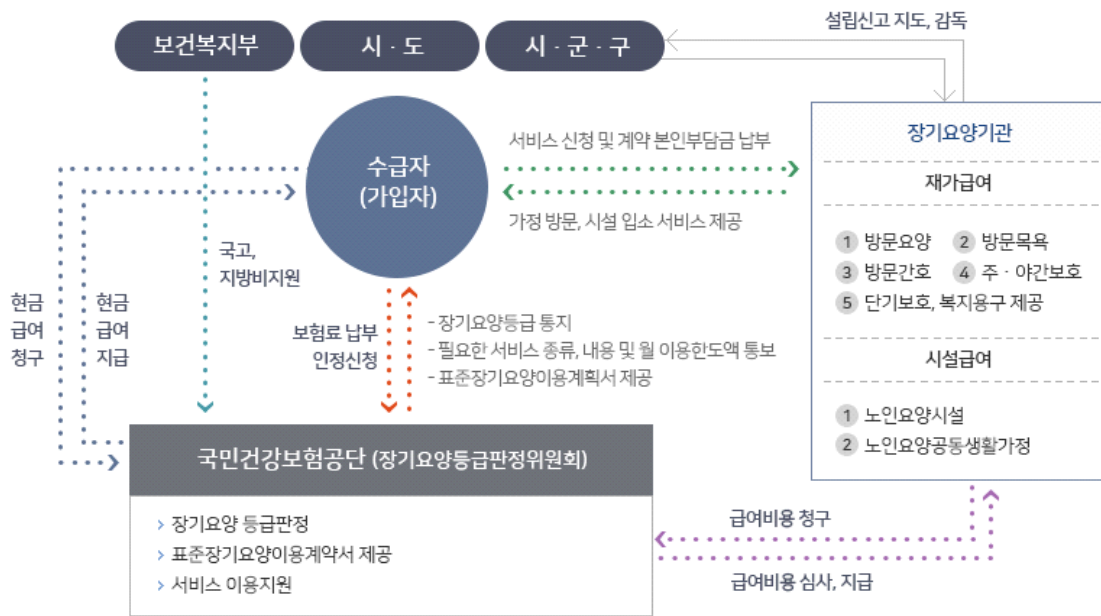 설립신고 지도, 감독
보건복지부
시 · 도
시 · 군 · 구
장기요양기관
재가급여
1 방문요양 2 방문목욕
3 방문간호 4 주 · 야간보호
5 단기보호, 복지용구 제공
시설급여
1 노인요양시설
2 노인요양공동생활가정
서비스 신청 및 계약 본인부담금 납부
가정 방문, 시설 입소 서비스 제공
수급자
(가입자)
국고,
지방비지원
현금
급여
청구
현금
급여
지급
보험료 납부
인정신청
- 장기요양등급 통지
- 필요한 서비스 종류, 내용 및 월 이용한도액 통보
- 표준장기요양이용계획서 제공
국민건강보험공단 (장기요양등급판정위원회)
> 장기요양 등급판정
> 표준장기요양이용계약서 제공
> 서비스 이용지원
급여비용 청구
급여비용 심사, 지급